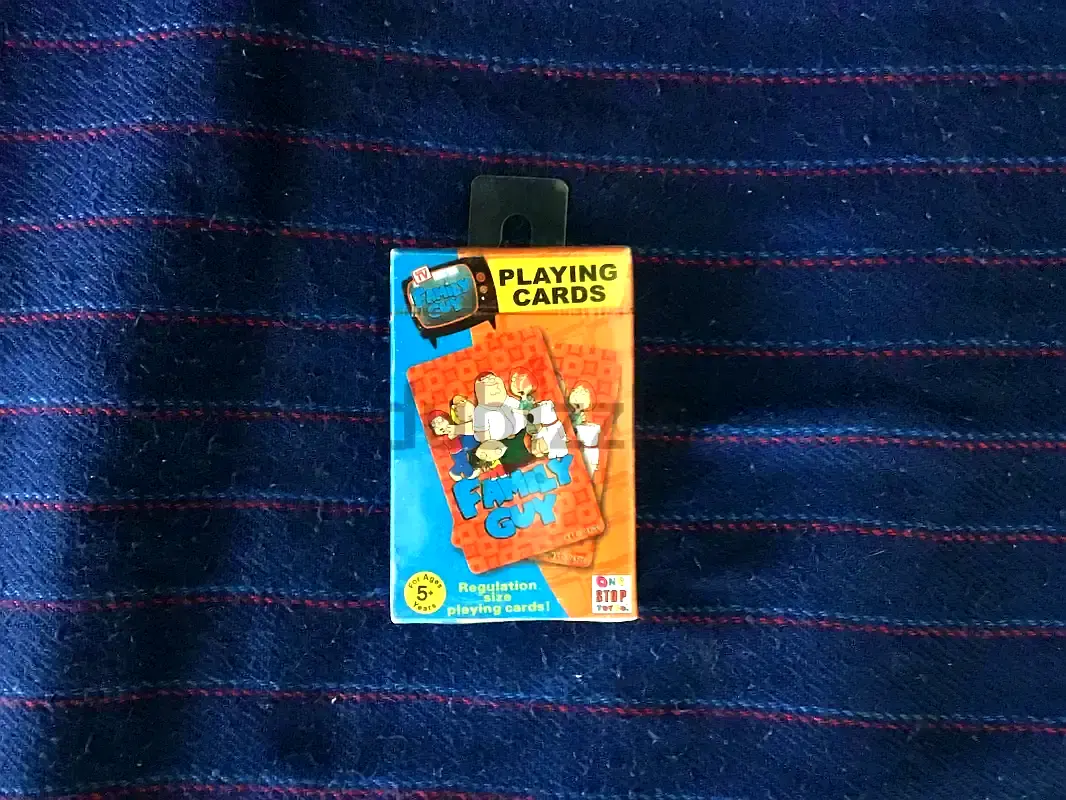 TV
FAMILY
GUY
PLAYING
CARDS
dubizzle
FAMILY
GUY
For Ages
5+
Years
Regulation
size
playing cards!
ONE
STOP
TOY CO.